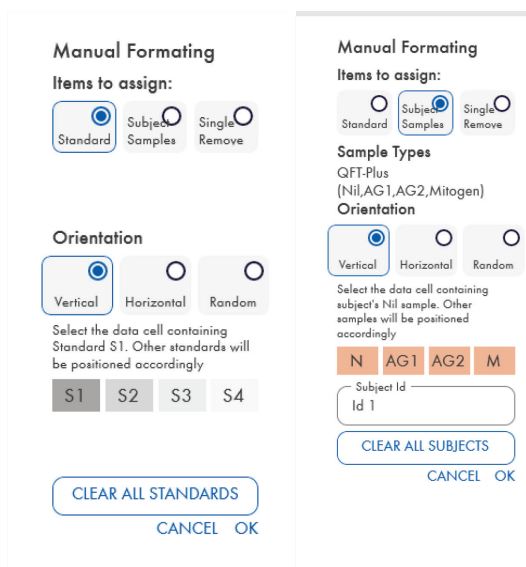 Manual Formating
Items to assign:
Standard
Subject Samples
Single Remove
Orientation
Vertical
Horizontal
Random
Select the data cell containing
Standard S1. Other standards will
be positioned accordingly
S1 S2 S3 S4
CLEAR ALL STANDARDS
CANCEL OK
Manual Formating
Items to assign:
Standard
Subject Samples
Single Remove
Sample Types
QFT-Plus
(Nil,AG1,AG2,Mitogen)
Orientation
Vertical
Horizontal
Random
Select the data cell containing
subject's Nil sample. Other
samples will be positioned
accordingly
N AG1 AG2 M
Subject Id
Id 1
CLEAR ALL SUBJECTS
CANCEL OK